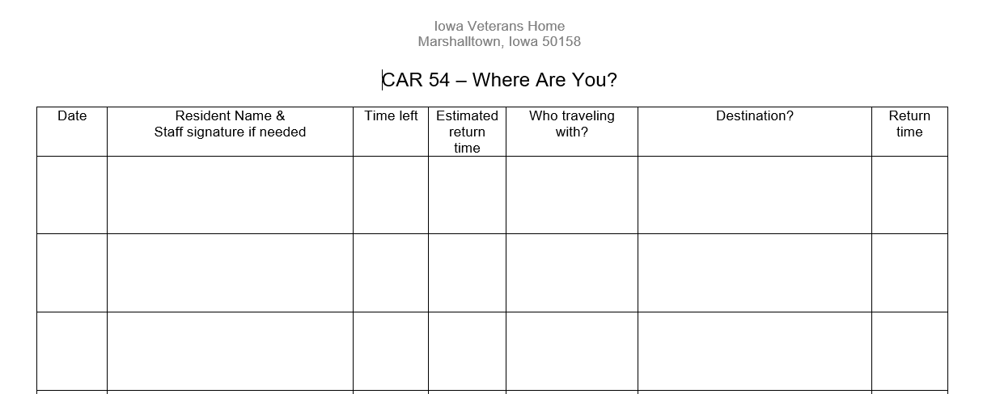 Iowa Veterans Home
Marshalltown, Iowa 50158
CAR 54 – Where Are You?
Date
Resident Name &
Staff signature if needed
Time left
Estimated
return
time
Who traveling
with?
Destination?
Return
time